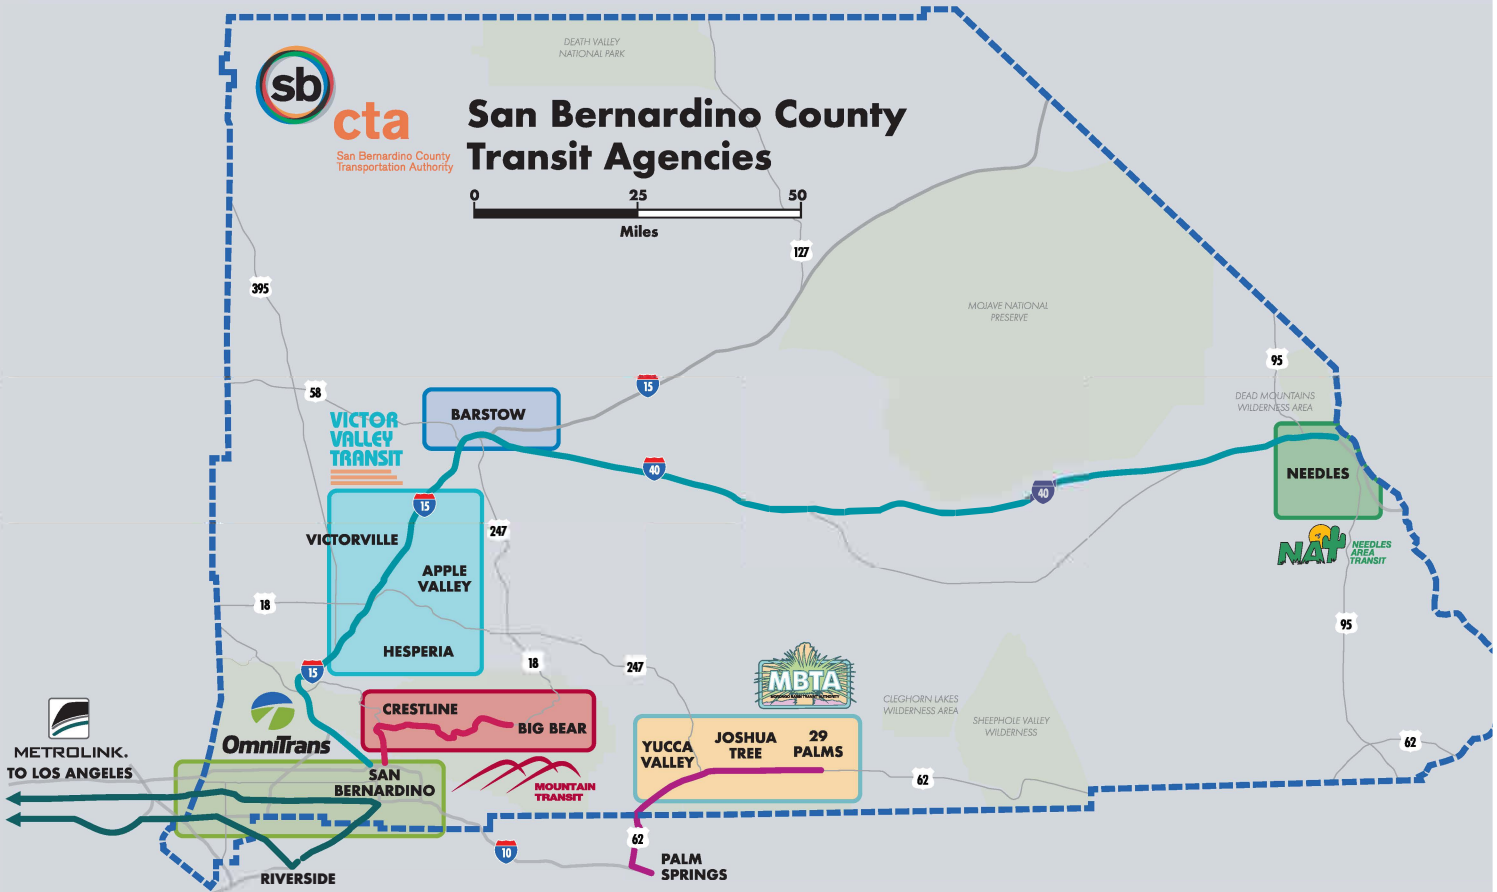 DEATH VALLEY
NATIONAL PARK
sb
cta
San Bernardino County
Transportation Authority
San Bernardino County
Transit Agencies
0 25 50
Miles
127
395
MOJAVE NATIONAL
PRESERVE
95
58
15
DEAD MOUNTAINS
WILDERNESS AREA
BARSTOW
VICTOR
VALLEY
TRANSIT
40
40
NEEDLES
15
247
VICTORVILLE
NAT
NEEDLES
AREA
TRANSIT
APPLE
VALLEY
18
95
HESPERIA
18
247
15
MBTA
CLEGHORN LAKES
WILDERNESS AREA
SHEEPHOLE VALLEY
WILDERNESS
CRESTLINE
BIG BEAR
METROLINK.
TO LOS ANGELES
OmniTrans
YUCCA
VALLEY
JOSHUA
TREE
29
PALMS
62
62
SAN
BERNARDINO
MOUNTAIN
TRANSIT
62
10
PALM
SPRINGS
RIVERSIDE